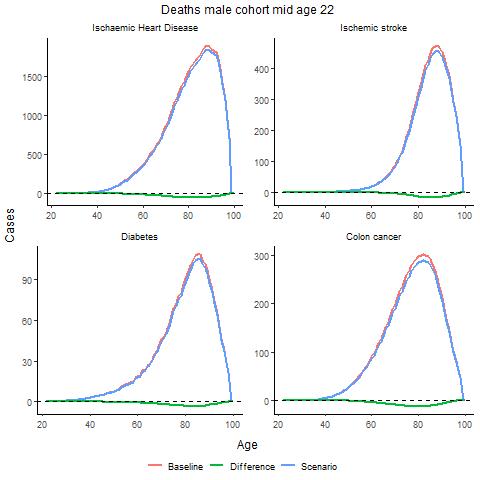 Deaths male cohort mid age 22
Ischaemic Heart Disease
Ischemic stroke
1500
1000
500
0
20 40 60 80 100
400
300
200
100
0
20 40 60 80 100
Cases
Diabetes
Colon cancer
90
60
30
0
20 40 60 80 100
300
200
100
0
20 40 60 80 100
Age
Baseline Difference Scenario